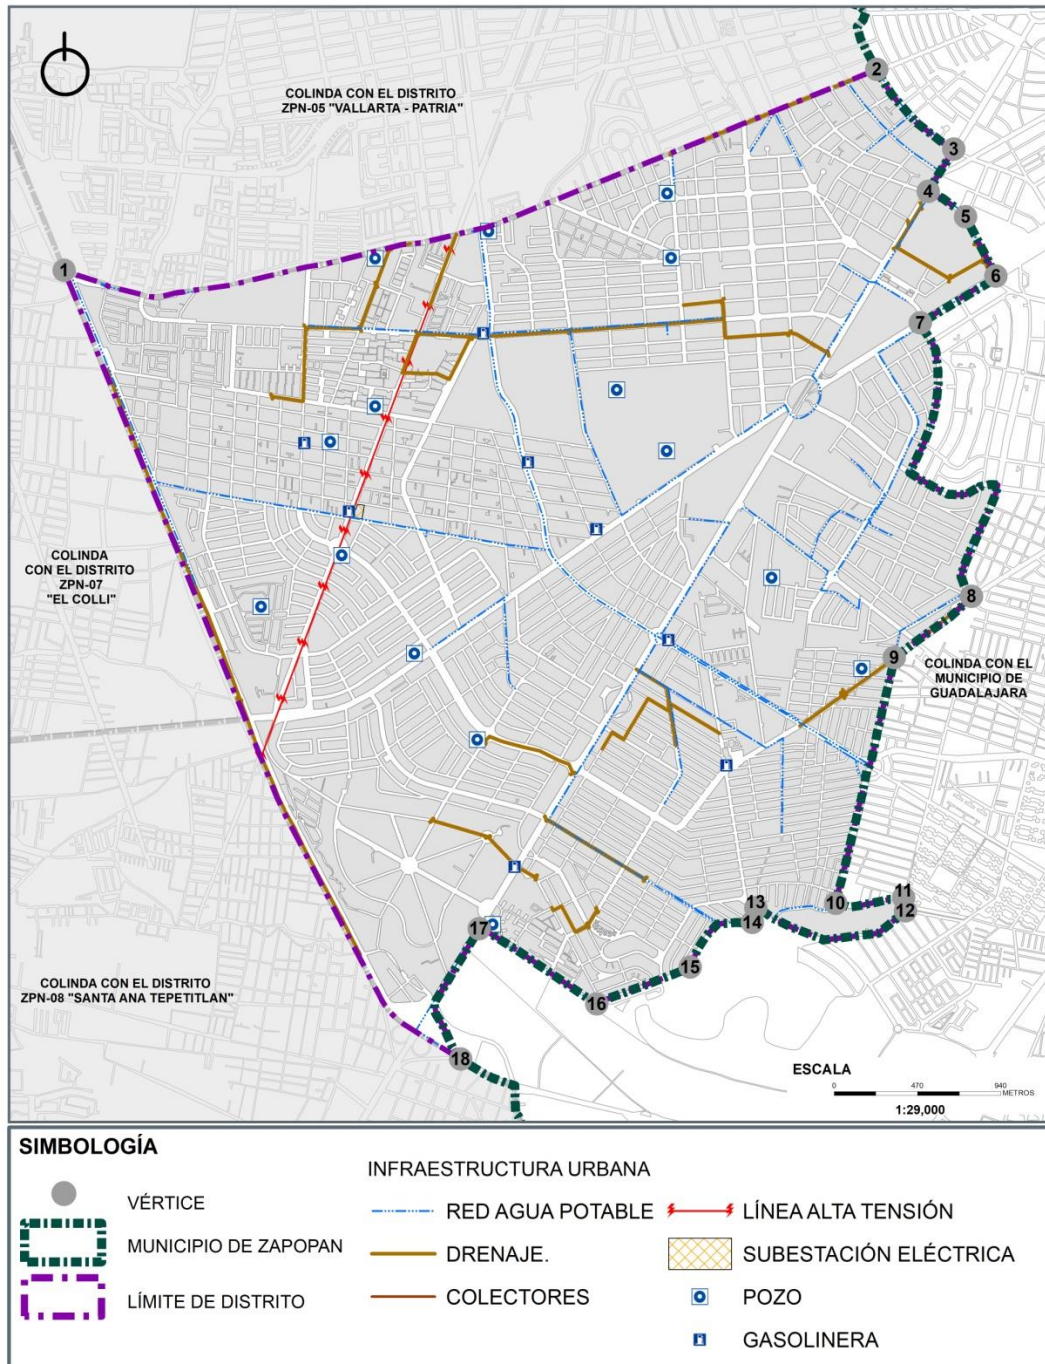 COLINDA CON EL DISTRITO
ZPN-05 "VALLARTA - PATRIA"
2
3
4
5
1
6
7
COLINDA
CON EL DISTRITO
ZPN-07
"EL COLLI"
8
9
COLINDA CON EL
MUNICIPIO DE
GUADALAJARA
10
11
12
13
14
15
16
17
18
COLINDA CON EL DISTRITO
ZPN-08 "SANTA ANA TEPETITLAN"
ESCALA
0 470 940
METROS
1:29,000
SIMBOLOGÍA
VÉRTICE
MUNICIPIO DE ZAPOPAN
LÍMITE DE DISTRITO
INFRAESTRUCTURA URBANA
RED AGUA POTABLE
DRENAJE.
COLECTORES
LÍNEA ALTA TENSIÓN
SUBESTACIÓN ELÉCTRICA
POZO
GASOLINERA